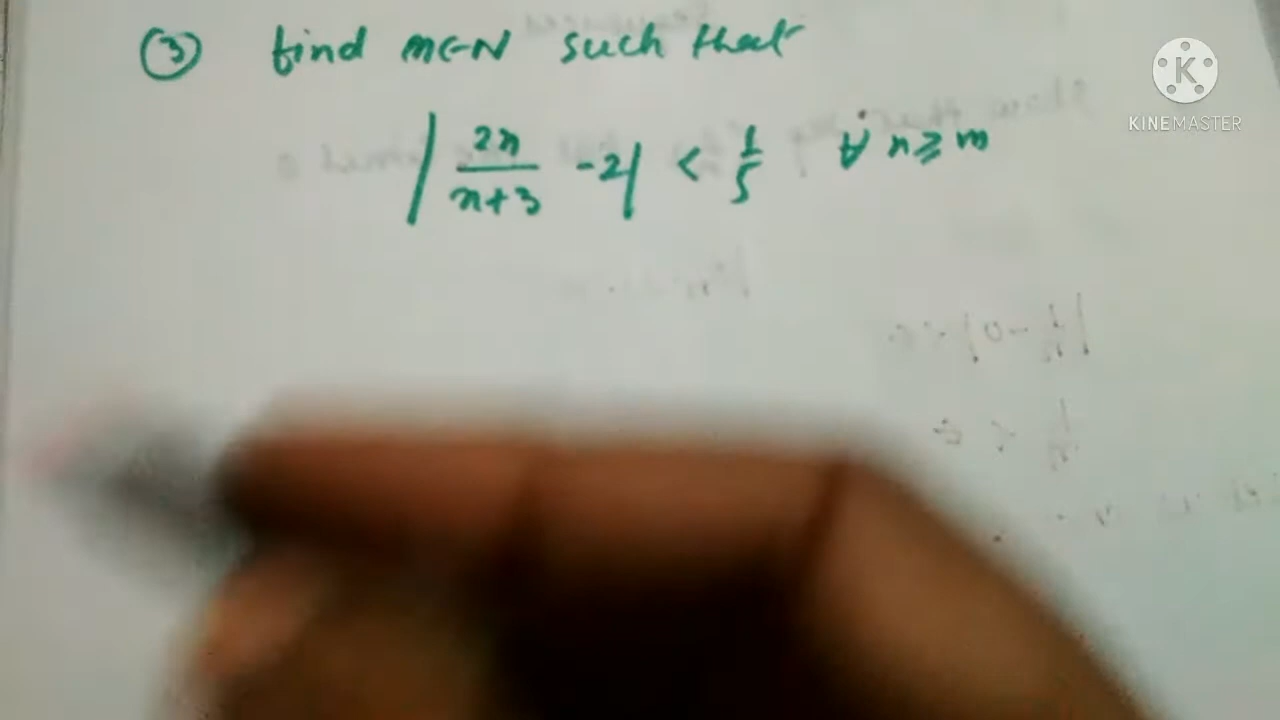 ③ find m∈N such that
| 2n/n+3 - 2 | < 1/5 ∀ n ≥ m
K
KINEMASTER